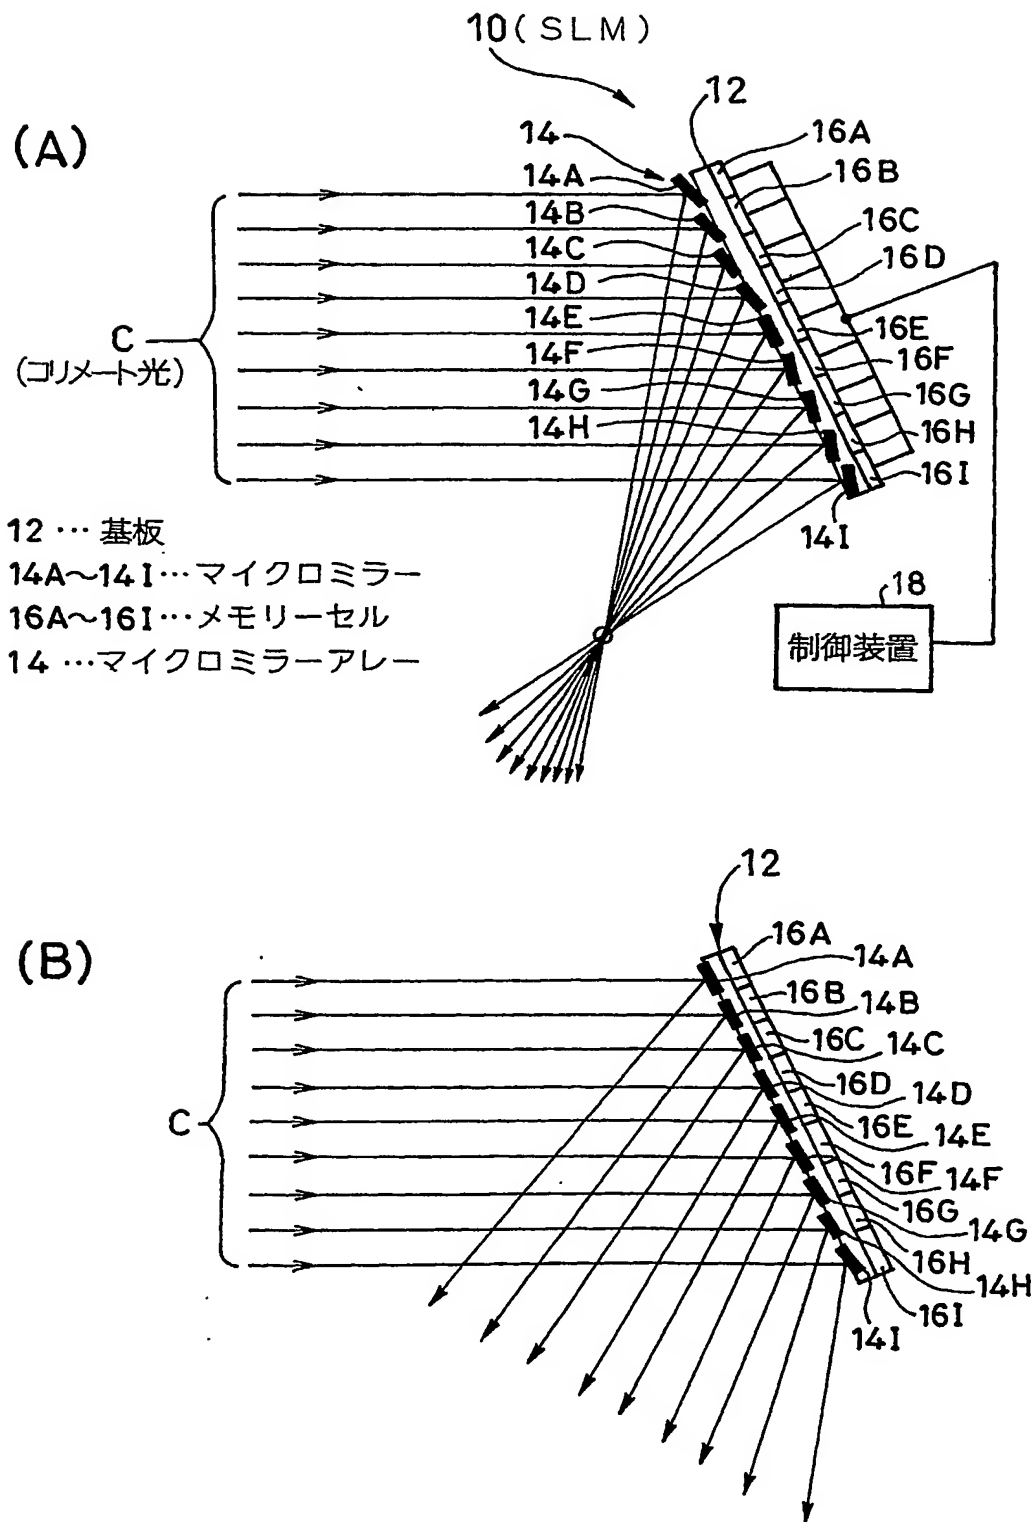 10(SLM)
(A)
12
14
16A
14A
16B
14B
16C
14C
16D
14D
14E
16E
14F
16F
14G
16G
14H
16H
16I
14I
C
(コリメート光)
12 … 基板
14A～14I…マイクロミラー
16A～16I…メモリーセル
14 …マイクロミラーアレー
18
制御装置
(B)
12
16A
14A
16B
14B
16C
14C
16D
14D
16E
14E
16F
14F
16G
14G
16H
14H
16I
14I
C